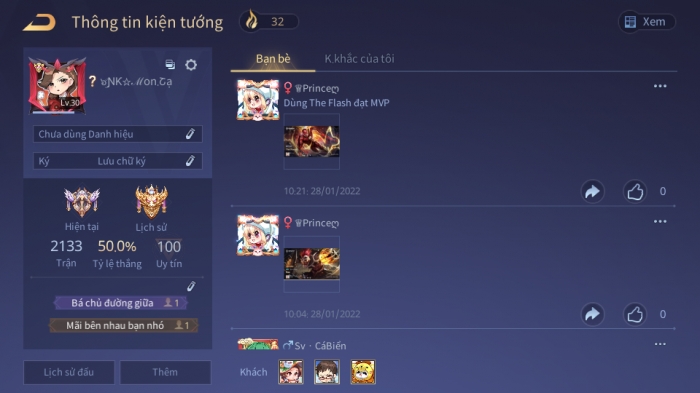 Thông tin kiện tướng
32
Xem
Bạn bè
K.khắc của tôi
Lv.30
Chưa dùng Danh hiệu
Ký
Lưu chữ ký
Hiện tại
Lịch sử
2133
50.0%
100
Trận
Tỷ lệ thắng
Uy tín
Bá chủ đường giữa 1
Mãi bên nhau bạn nhó 1
Lịch sử đấu
Thêm
♀♕Princeღ
Dùng The Flash đạt MVP
10:21: 28/01/2022
0
♀♕Princeღ
10:04: 28/01/2022
0
♂Sv · CáBiển
Khách